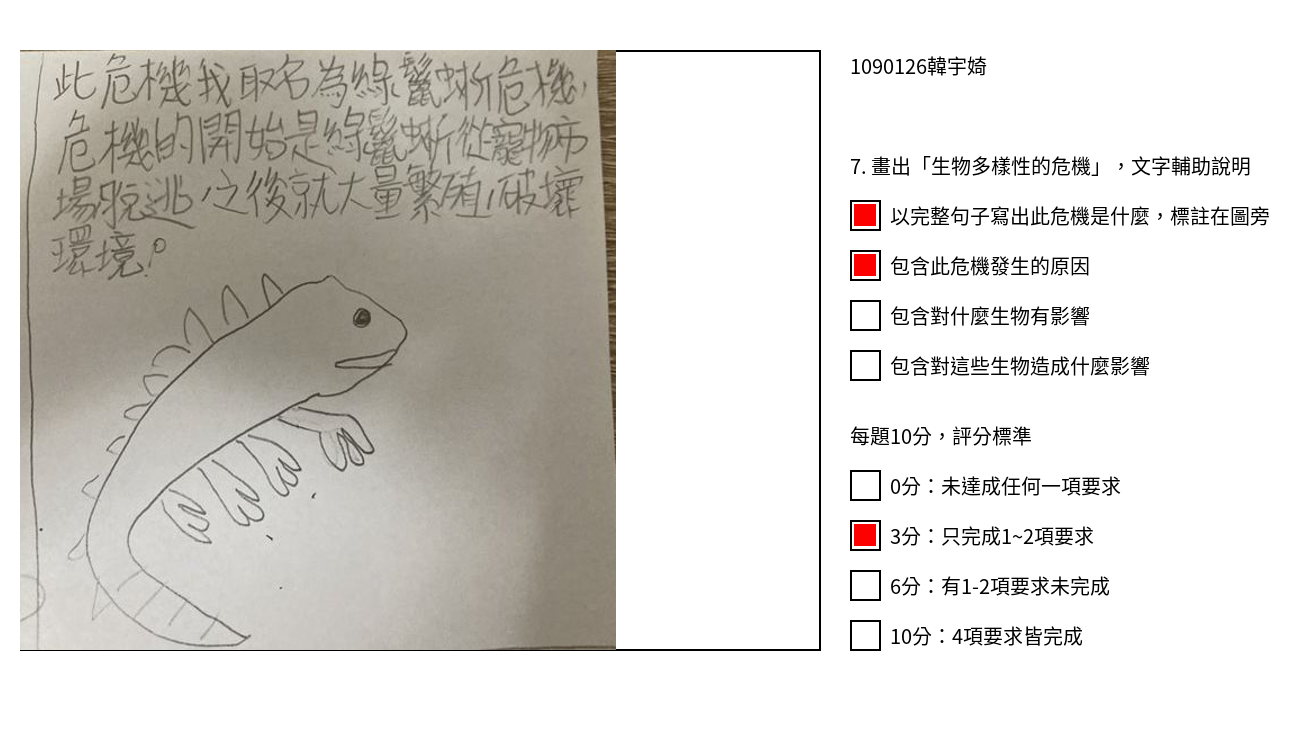 此危機我取名為綠鬣蜥危機，
危機的開始是綠鬣蜥從寵物市
場脫逃，之後就大量繁殖，破壞
環境。
1090126韓宇婍
7. 畫出「生物多樣性的危機」，文字輔助說明
以完整句子寫出此危機是什麼，標註在圖旁
包含此危機發生的原因
包含對什麼生物有影響
包含對這些生物造成什麼影響
每題10分，評分標準
0分：未達成任何一項要求
3分：只完成1~2項要求
6分：有1-2項要求未完成
10分：4項要求皆完成